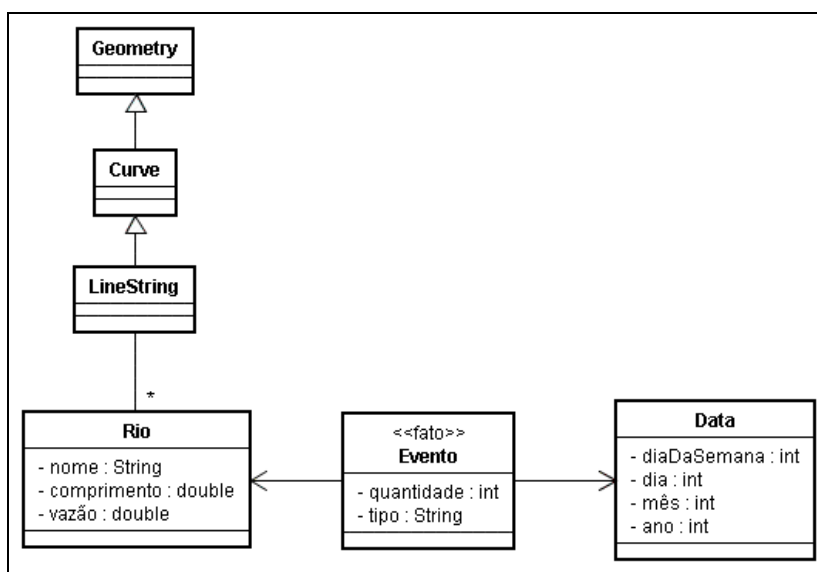 Geometry
Curve
LineString
*
Rio
- nome : String
- comprimento : double
- vazão : double
<<fato>>
Evento
- quantidade : int
- tipo : String
Data
- diaDaSemana : int
- dia : int
- mês : int
- ano : int